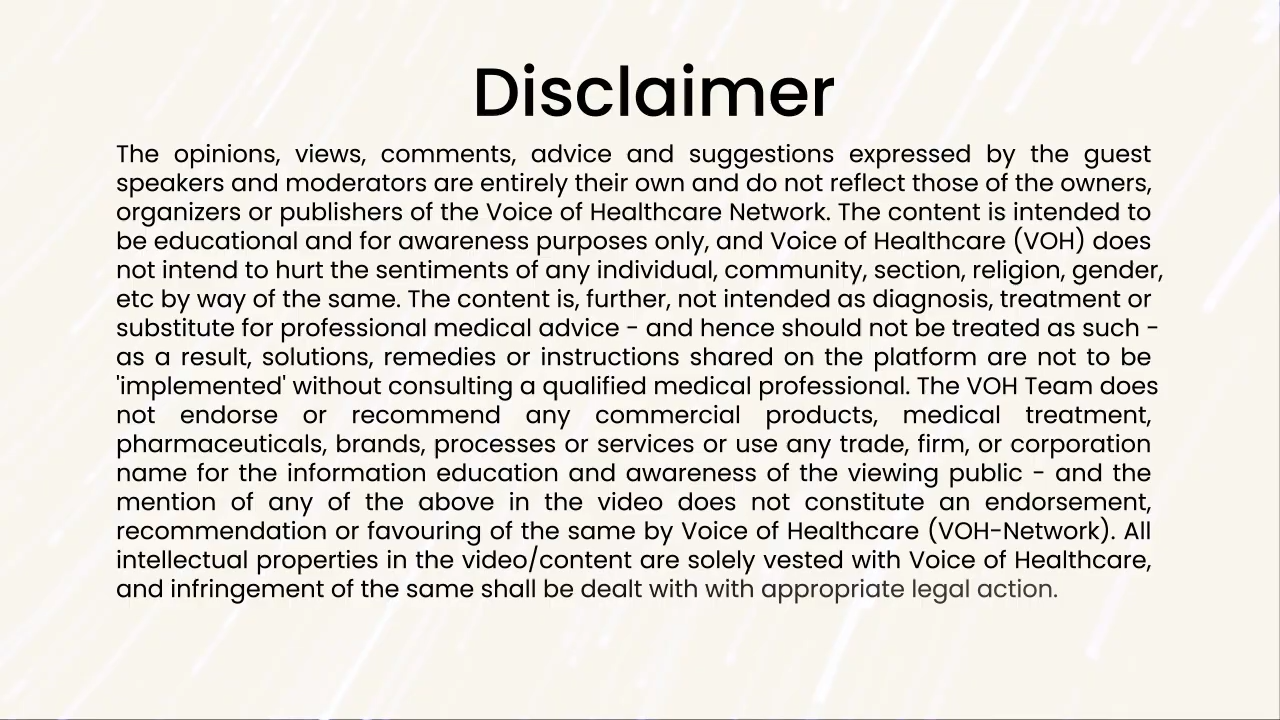 Disclaimer
The opinions, views, comments, advice and suggestions expressed by the guest
speakers and moderators are entirely their own and do not reflect those of the owners,
organizers or publishers of the Voice of Healthcare Network. The content is intended to
be educational and for awareness purposes only, and Voice of Healthcare (VOH) does
not intend to hurt the sentiments of any individual, community, section, religion, gender,
etc by way of the same. The content is, further, not intended as diagnosis, treatment or
substitute for professional medical advice - and hence should not be treated as such -
as a result, solutions, remedies or instructions shared on the platform are not to be
'implemented' without consulting a qualified medical professional. The VOH Team does
not endorse or recommend any commercial products, medical treatment,
pharmaceuticals, brands, processes or services or use any trade, firm, or corporation
name for the information education and awareness of the viewing public - and the
mention of any of the above in the video does not constitute an endorsement,
recommendation or favouring of the same by Voice of Healthcare (VOH-Network). All
intellectual properties in the video/content are solely vested with Voice of Healthcare,
and infringement of the same shall be dealt with with appropriate legal action.